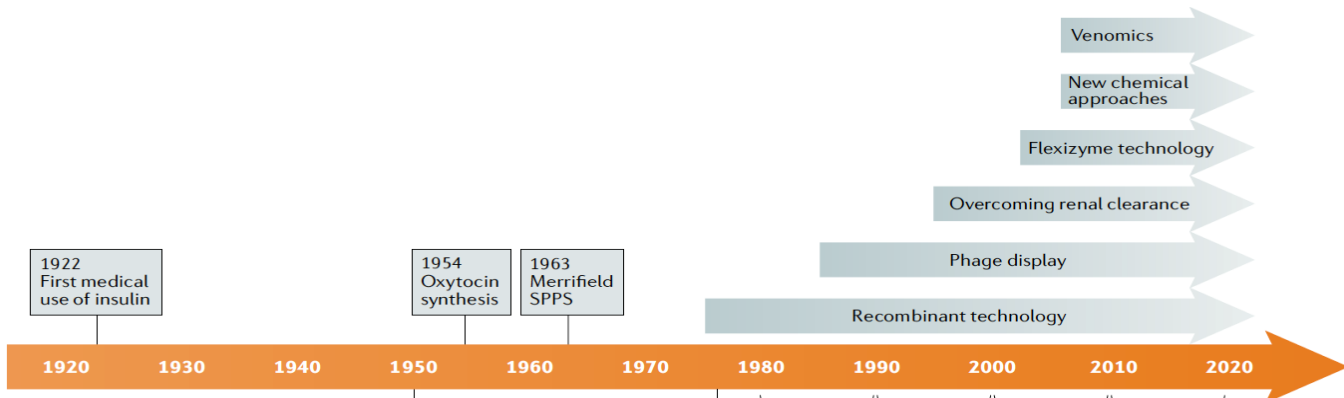 Venomics
New chemical
approaches
Flexizyme technology
Overcoming renal clearance
1922
First medical
use of insulin
1954
Oxytocin
synthesis
1963
Merrifield
SPPS
Phage display
Recombinant technology
1920 1930 1940 1950 1960 1970 1980 1990 2000 2010 2020